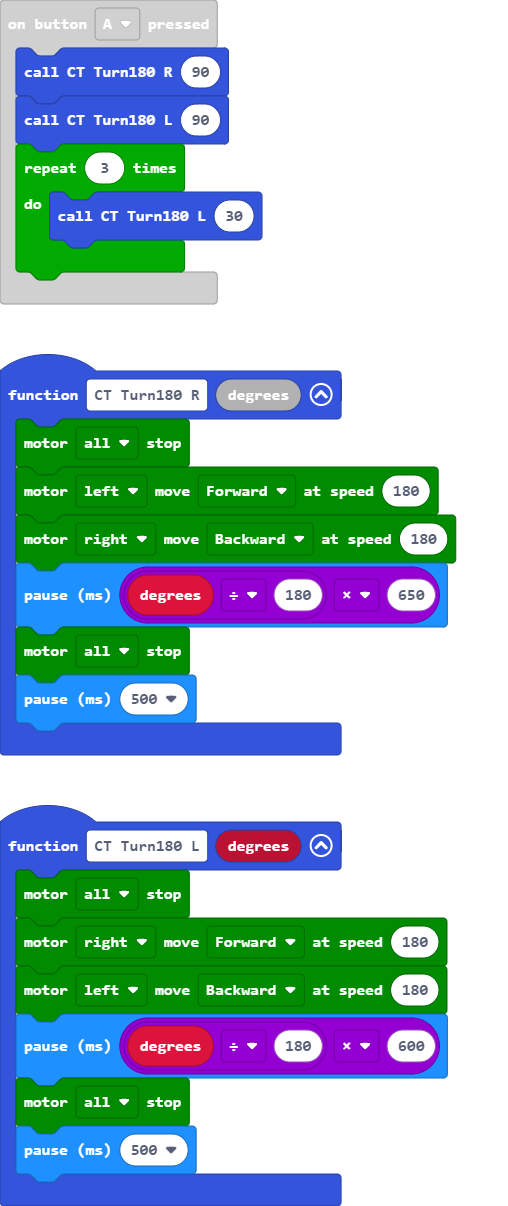 on button A pressed
call CT Turn180 R 90
call CT Turn180 L 90
repeat 3 times
do
call CT Turn180 L 30
function CT Turn180 R degrees
motor all stop
motor left move Forward at speed 180
motor right move Backward at speed 180
pause (ms) degrees ÷ 180 × 650
motor all stop
pause (ms) 500
function CT Turn180 L degrees
motor all stop
motor right move Forward at speed 180
motor left move Backward at speed 180
pause (ms) degrees ÷ 180 × 600
motor all stop
pause (ms) 500